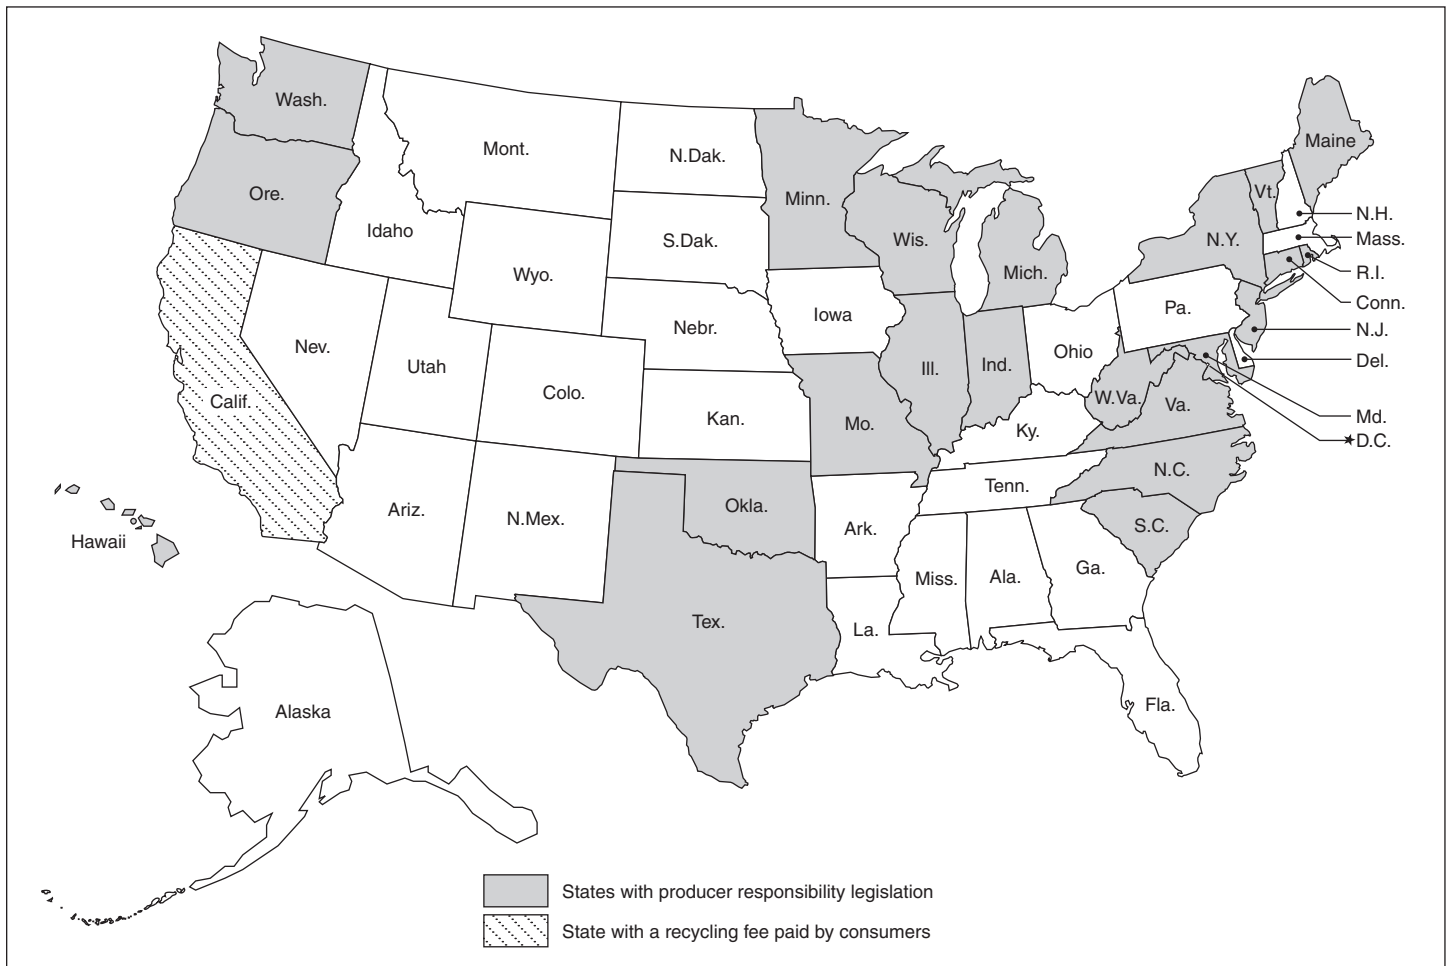 Wash.
Maine
Mont.
N.Dak.
Minn.
Vt.
Ore.
N.H.
Idaho
S.Dak.
Wis.
N.Y.
Mass.
Wyo.
Mich.
R.I.
Conn.
Iowa
Pa.
N.J.
Nebr.
Nev.
Ohio
Del.
Utah
Ill.
Ind.
Colo.
Calif.
W.Va.
Va.
Md.
Kan.
Mo.
Ky.
D.C.
N.C.
Tenn.
Ariz.
N.Mex.
Okla.
Ark.
S.C.
Hawaii
Miss.
Ala.
Ga.
Tex.
La.
Fla.
Alaska
States with producer responsibility legislation
State with a recycling fee paid by consumers